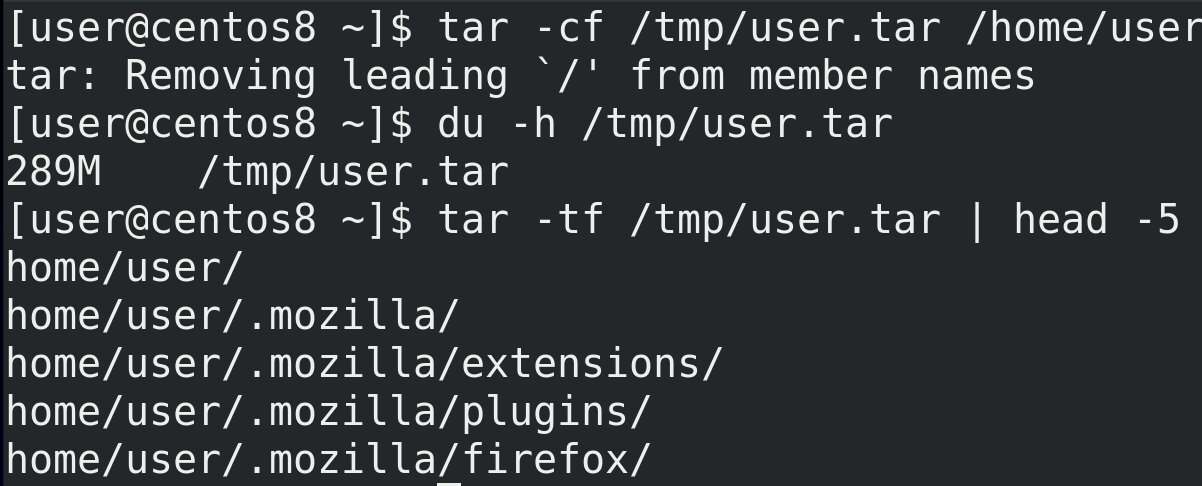 [user@centos8 ~]$ tar -cf /tmp/user.tar /home/user
tar: Removing leading `/' from member names
[user@centos8 ~]$ du -h /tmp/user.tar
289M    /tmp/user.tar
[user@centos8 ~]$ tar -tf /tmp/user.tar | head -5
home/user/
home/user/.mozilla/
home/user/.mozilla/extensions/
home/user/.mozilla/plugins/
home/user/.mozilla/firefox/